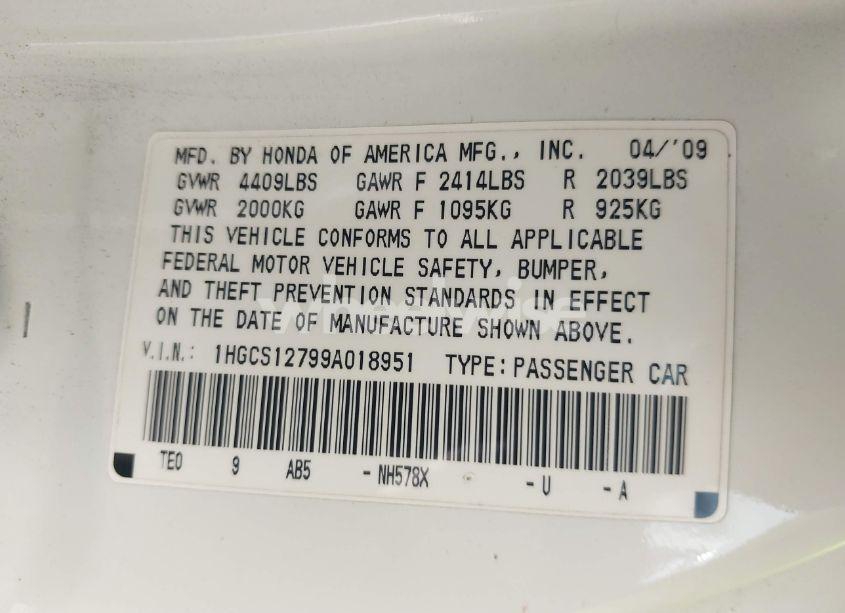 MFD. BY HONDA OF AMERICA MFG., INC. 04/'09
GVWR 4409LBS GAWR F 2414LBS R 2039LBS
GVWR 2000KG GAWR F 1095KG R 925KG
THIS VEHICLE CONFORMS TO ALL APPLICABLE
FEDERAL MOTOR VEHICLE SAFETY, BUMPER,
AND THEFT PREVENTION STANDARDS IN EFFECT
ON THE DATE OF MANUFACTURE SHOWN ABOVE.
V.I.N.: 1HGCS12799A018951 TYPE: PASSENGER CAR
TE0 9 AB5 - NH578X - U - A